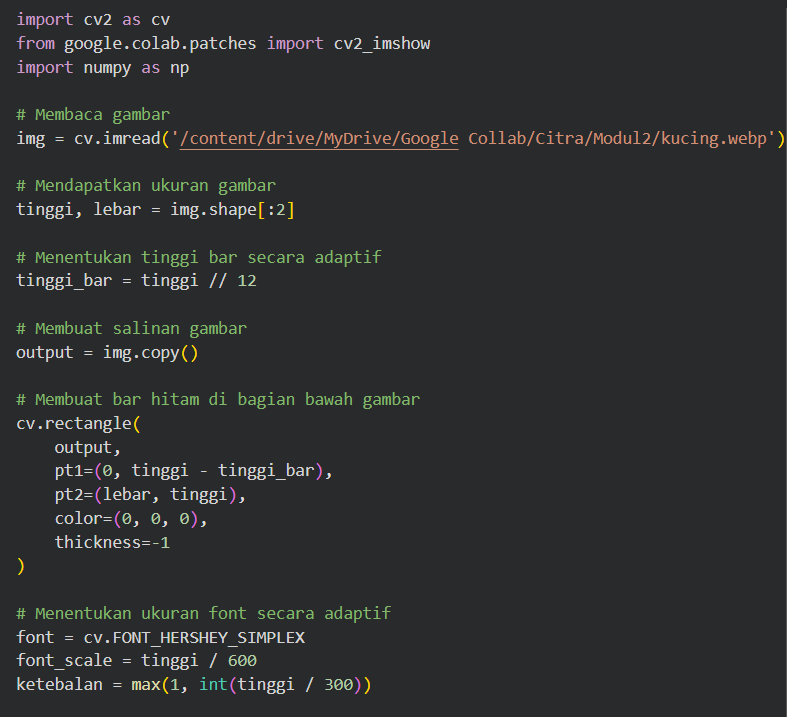 import cv2 as cv
from google.colab.patches import cv2_imshow
import numpy as np
# Membaca gambar
img = cv.imread('/content/drive/MyDrive/Google Collab/Citra/Modul2/kucing.webp')
# Mendapatkan ukuran gambar
tinggi, lebar = img.shape[:2]
# Menentukan tinggi bar secara adaptif
tinggi_bar = tinggi // 12
# Membuat salinan gambar
output = img.copy()
# Membuat bar hitam di bagian bawah gambar
cv.rectangle(
    output,
    pt1=(0, tinggi - tinggi_bar),
    pt2=(lebar, tinggi),
    color=(0, 0, 0),
    thickness=-1
)
# Menentukan ukuran font secara adaptif
font = cv.FONT_HERSHEY_SIMPLEX
font_scale = tinggi / 600
ketebalan = max(1, int(tinggi / 300))